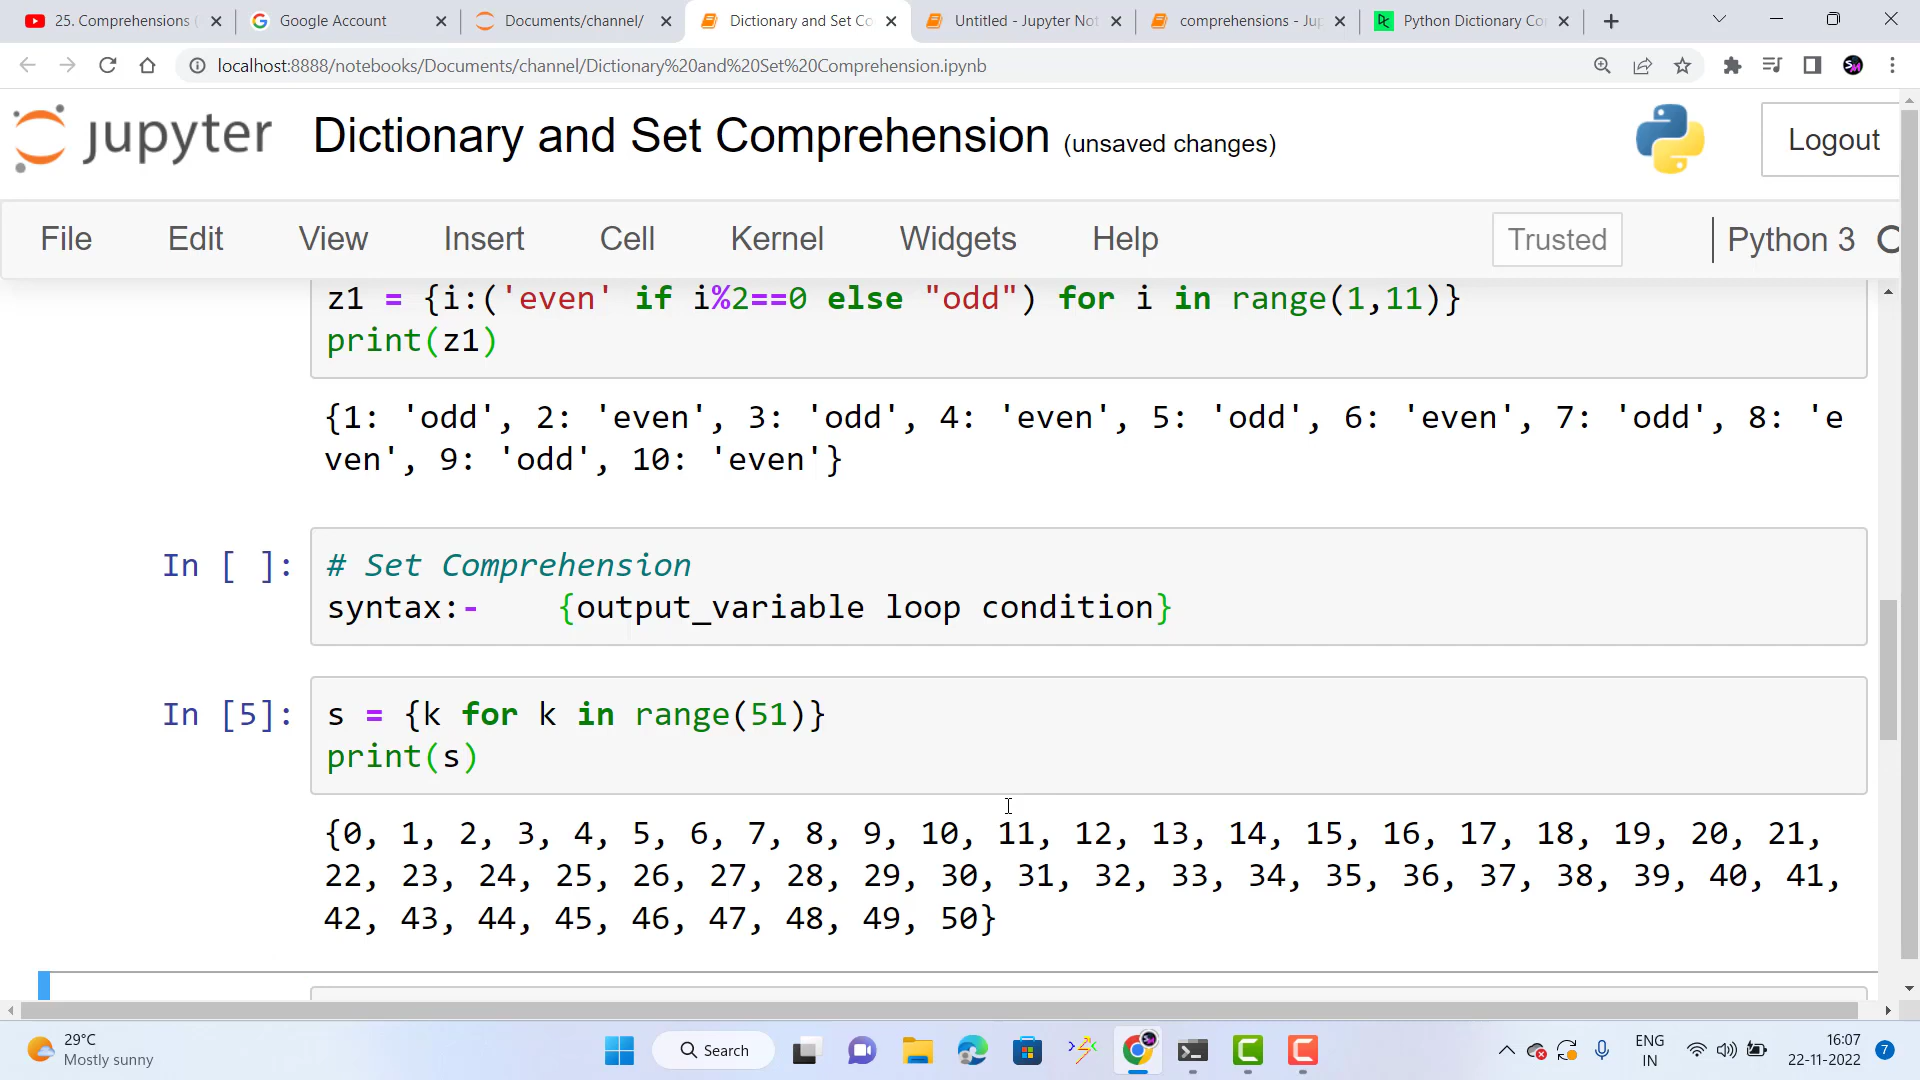 25. Comprehensions (
Google Account
Documents/channel/
Dictionary and Set Co
Untitled - Jupyter Not
comprehensions - Jup
Python Dictionary Co
localhost:8888/notebooks/Documents/channel/Dictionary%20and%20Set%20Comprehension.ipynb
jupyter Dictionary and Set Comprehension (unsaved changes)
Logout
File Edit View Insert Cell Kernel Widgets Help Trusted Python 3
z1 = {i:('even' if i%2==0 else "odd") for i in range(1,11)}
print(z1)
{1: 'odd', 2: 'even', 3: 'odd', 4: 'even', 5: 'odd', 6: 'even', 7: 'odd', 8: 'e
ven', 9: 'odd', 10: 'even'}
In [ ]: # Set Comprehension
syntax:- {output_variable loop condition}
In [5]: s = {k for k in range(51)}
print(s)
{0, 1, 2, 3, 4, 5, 6, 7, 8, 9, 10, 11, 12, 13, 14, 15, 16, 17, 18, 19, 20, 21,
22, 23, 24, 25, 26, 27, 28, 29, 30, 31, 32, 33, 34, 35, 36, 37, 38, 39, 40, 41,
42, 43, 44, 45, 46, 47, 48, 49, 50}
29°C
Mostly sunny
Search
ENG
IN
16:07
22-11-2022
7